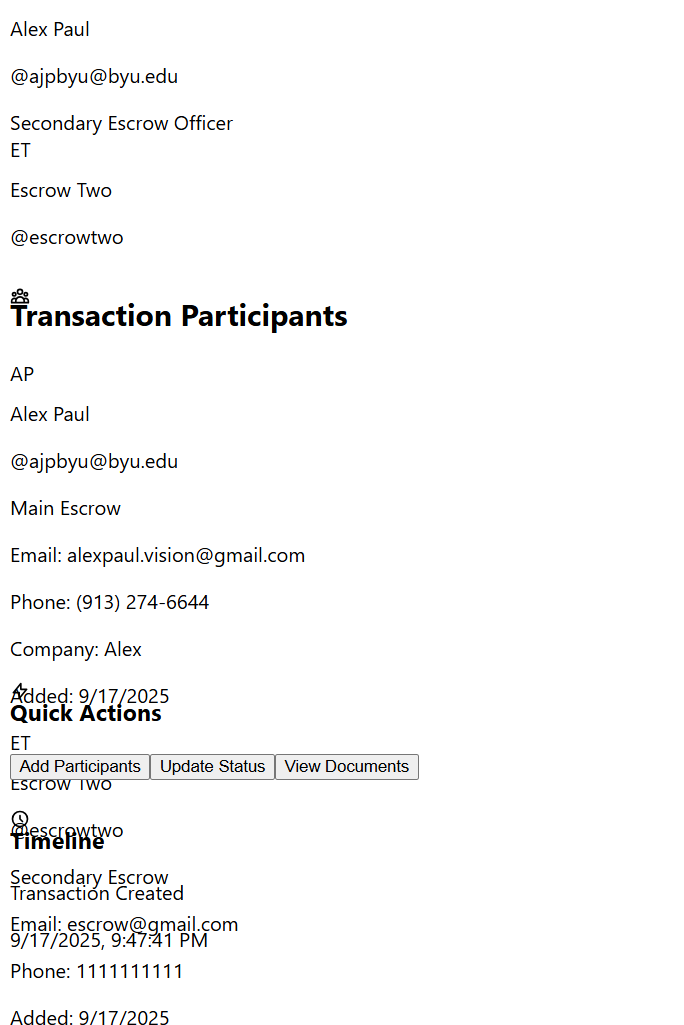 Alex Paul
@ajpbyu@byu.edu
Secondary Escrow Officer
ET
Escrow Two
@escrowtwo
Transaction Participants
AP
Alex Paul
@ajpbyu@byu.edu
Main Escrow
Email: alexpaul.vision@gmail.com
Phone: (913) 274-6644
Company: Alex
Added: 9/17/2025
Quick Actions
ET
Add Participants Update Status View Documents
Escrow Two
@escrowtwo
Timeline
Secondary Escrow
Transaction Created
Email: escrow@gmail.com
9/17/2025, 9:47:41 PM
Phone: 1111111111
Added: 9/17/2025